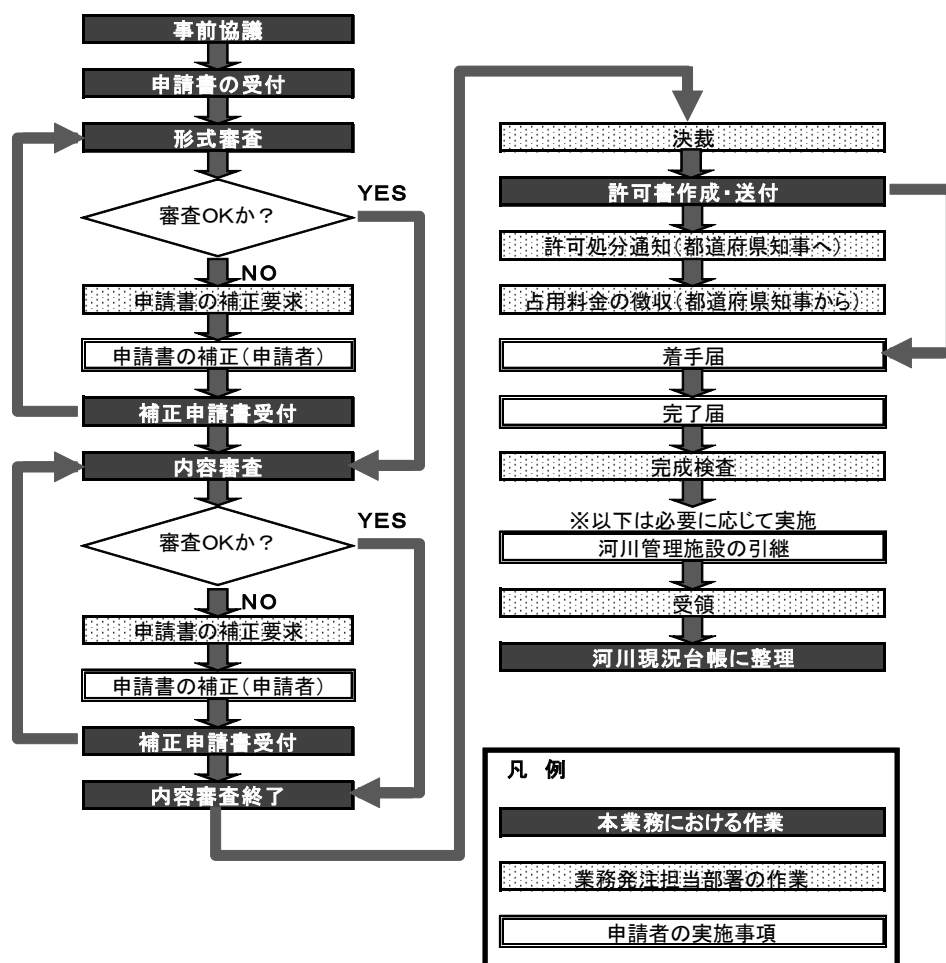 事前協議
申請書の受付
形式審査
審査OKか？
YES
NO
申請書の補正要求
申請書の補正（申請者）
補正申請書受付
内容審査
審査OKか？
YES
NO
申請書の補正要求
申請書の補正（申請者）
補正申請書受付
内容審査終了
決裁
許可書作成・送付
許可処分通知（都道府県知事へ）
占用料金の徴収（都道府県知事から）
着手届
完了届
完成検査
※以下は必要に応じて実施
河川管理施設の引継
受領
河川現況台帳に整理
凡 例
本業務における作業
業務発注担当部署の作業
申請者の実施事項